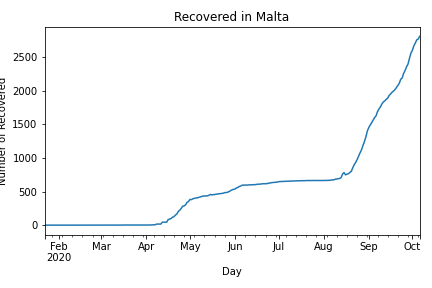 Recovered in Malta
Number of Recovered
2500
2000
1500
1000
500
0
Feb Mar Apr May Jun Jul Aug Sep Oct
2020
Day